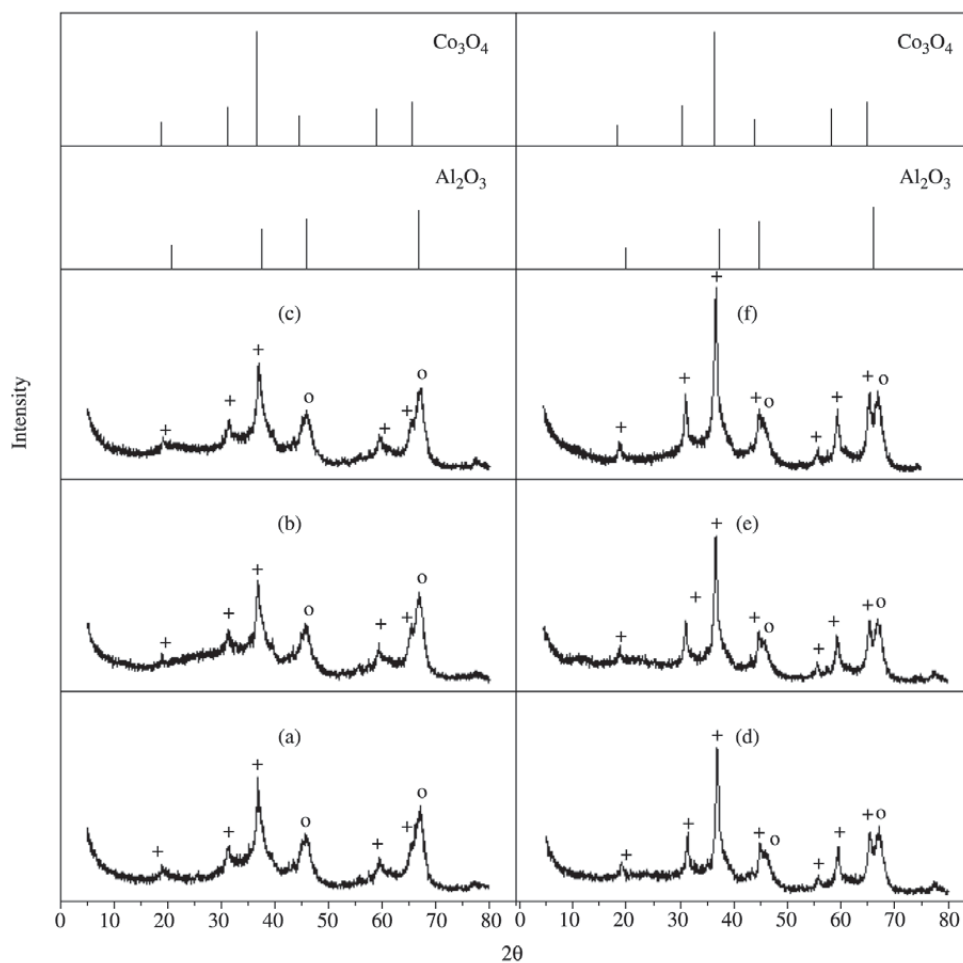 Co₃O₄ Co₃O₄
Al₂O₃ Al₂O₃
(c) + + + o + + o
(f) + + + + o + + + o
Intensity
(b) + + + o + + o
(e) + + + + o + + + o
(a) + + + o + + o
(d) + + + + o + + + o
0 10 20 30 40 50 60 70 80 10 20 30 40 50 60 70 80
2θ